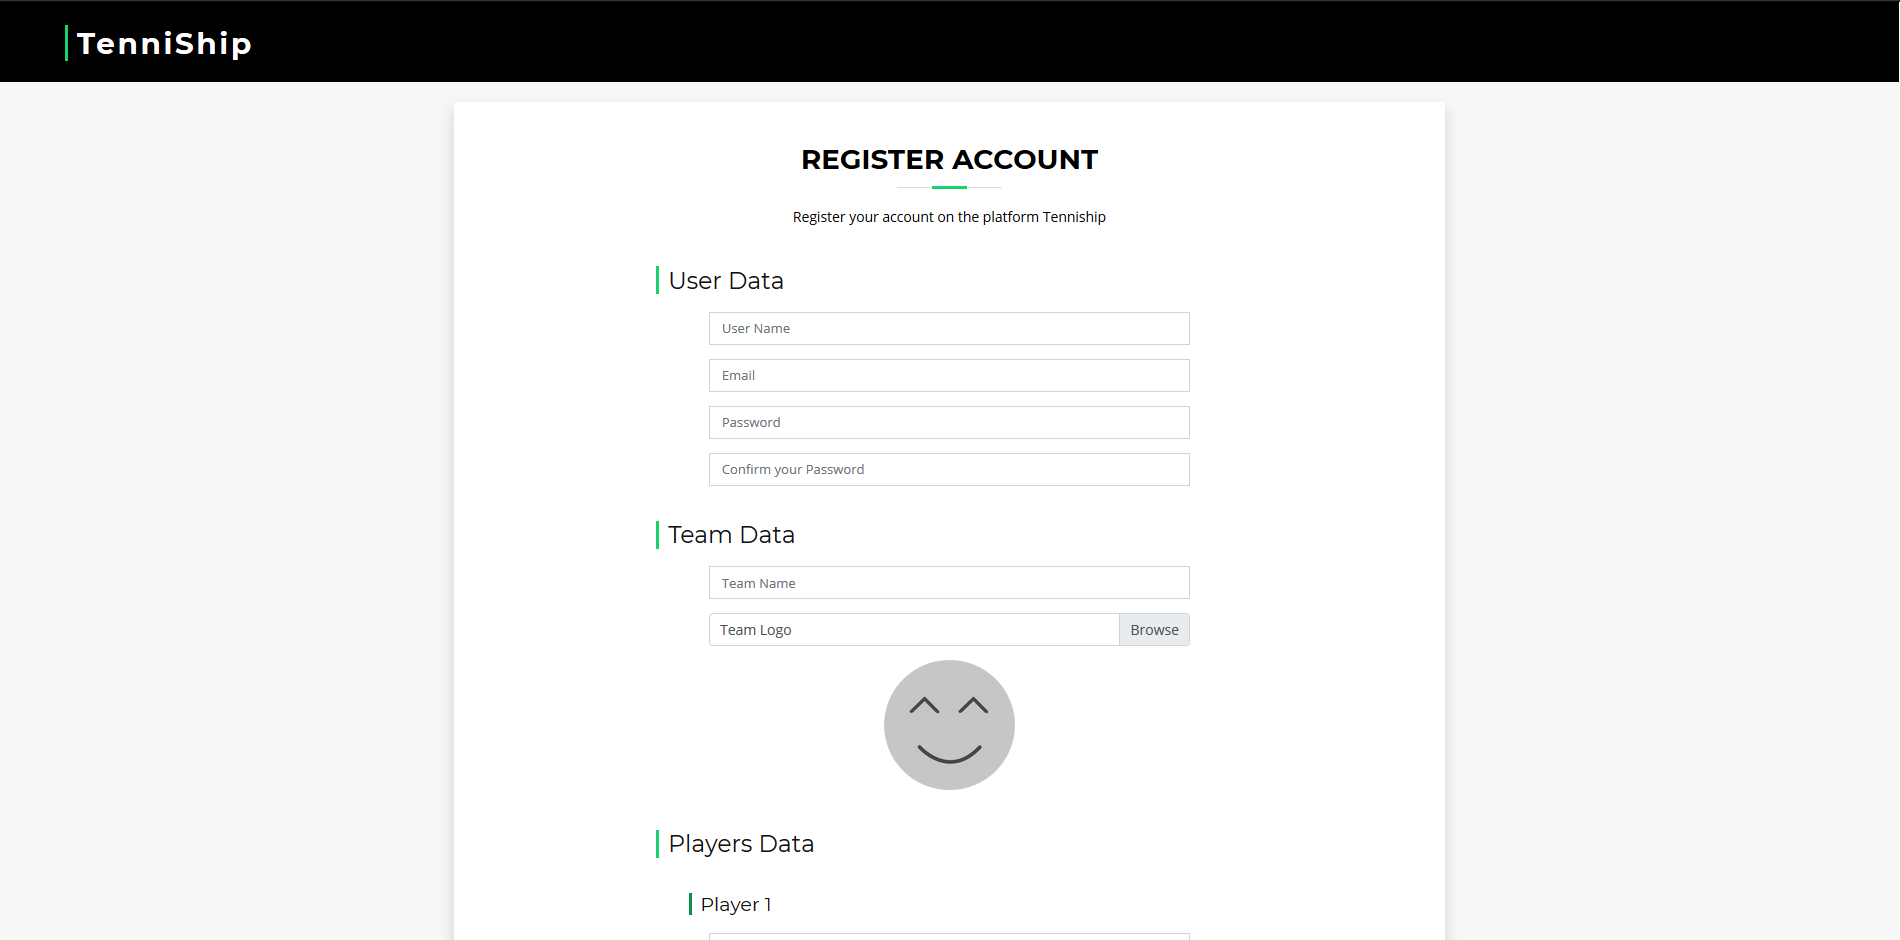 TenniShip
REGISTER ACCOUNT
Register your account on the platform Tenniship
User Data
User Name
Email
Password
Confirm your Password
Team Data
Team Name
Team Logo Browse
Players Data
Player 1